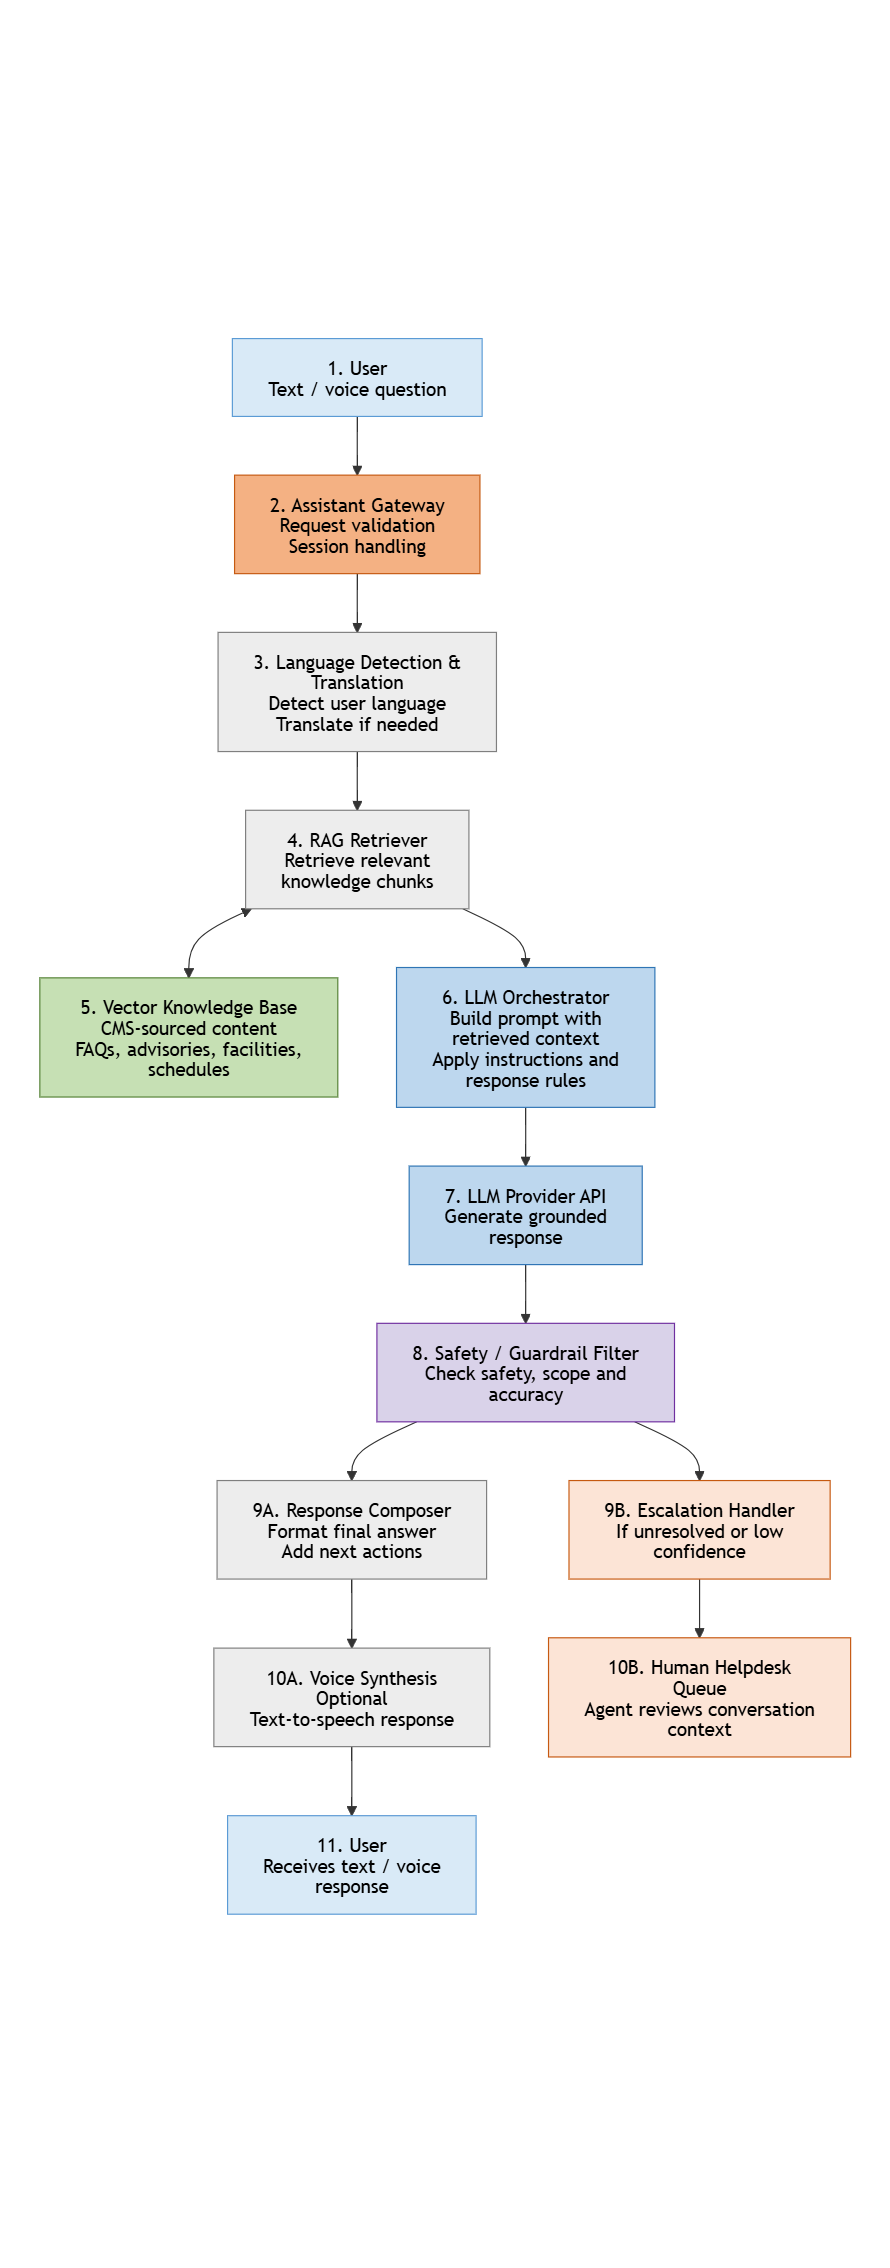 1. User
Text / voice question
2. Assistant Gateway
Request validation
Session handling
3. Language Detection &
Translation
Detect user language
Translate if needed
4. RAG Retriever
Retrieve relevant
knowledge chunks
5. Vector Knowledge Base
CMS-sourced content
FAQs, advisories, facilities,
schedules
6. LLM Orchestrator
Build prompt with
retrieved context
Apply instructions and
response rules
7. LLM Provider API
Generate grounded
response
8. Safety / Guardrail Filter
Check safety, scope and
accuracy
9A. Response Composer
Format final answer
Add next actions
9B. Escalation Handler
If unresolved or low
confidence
10A. Voice Synthesis
Optional
Text-to-speech response
10B. Human Helpdesk
Queue
Agent reviews conversation
context
11. User
Receives text / voice
response